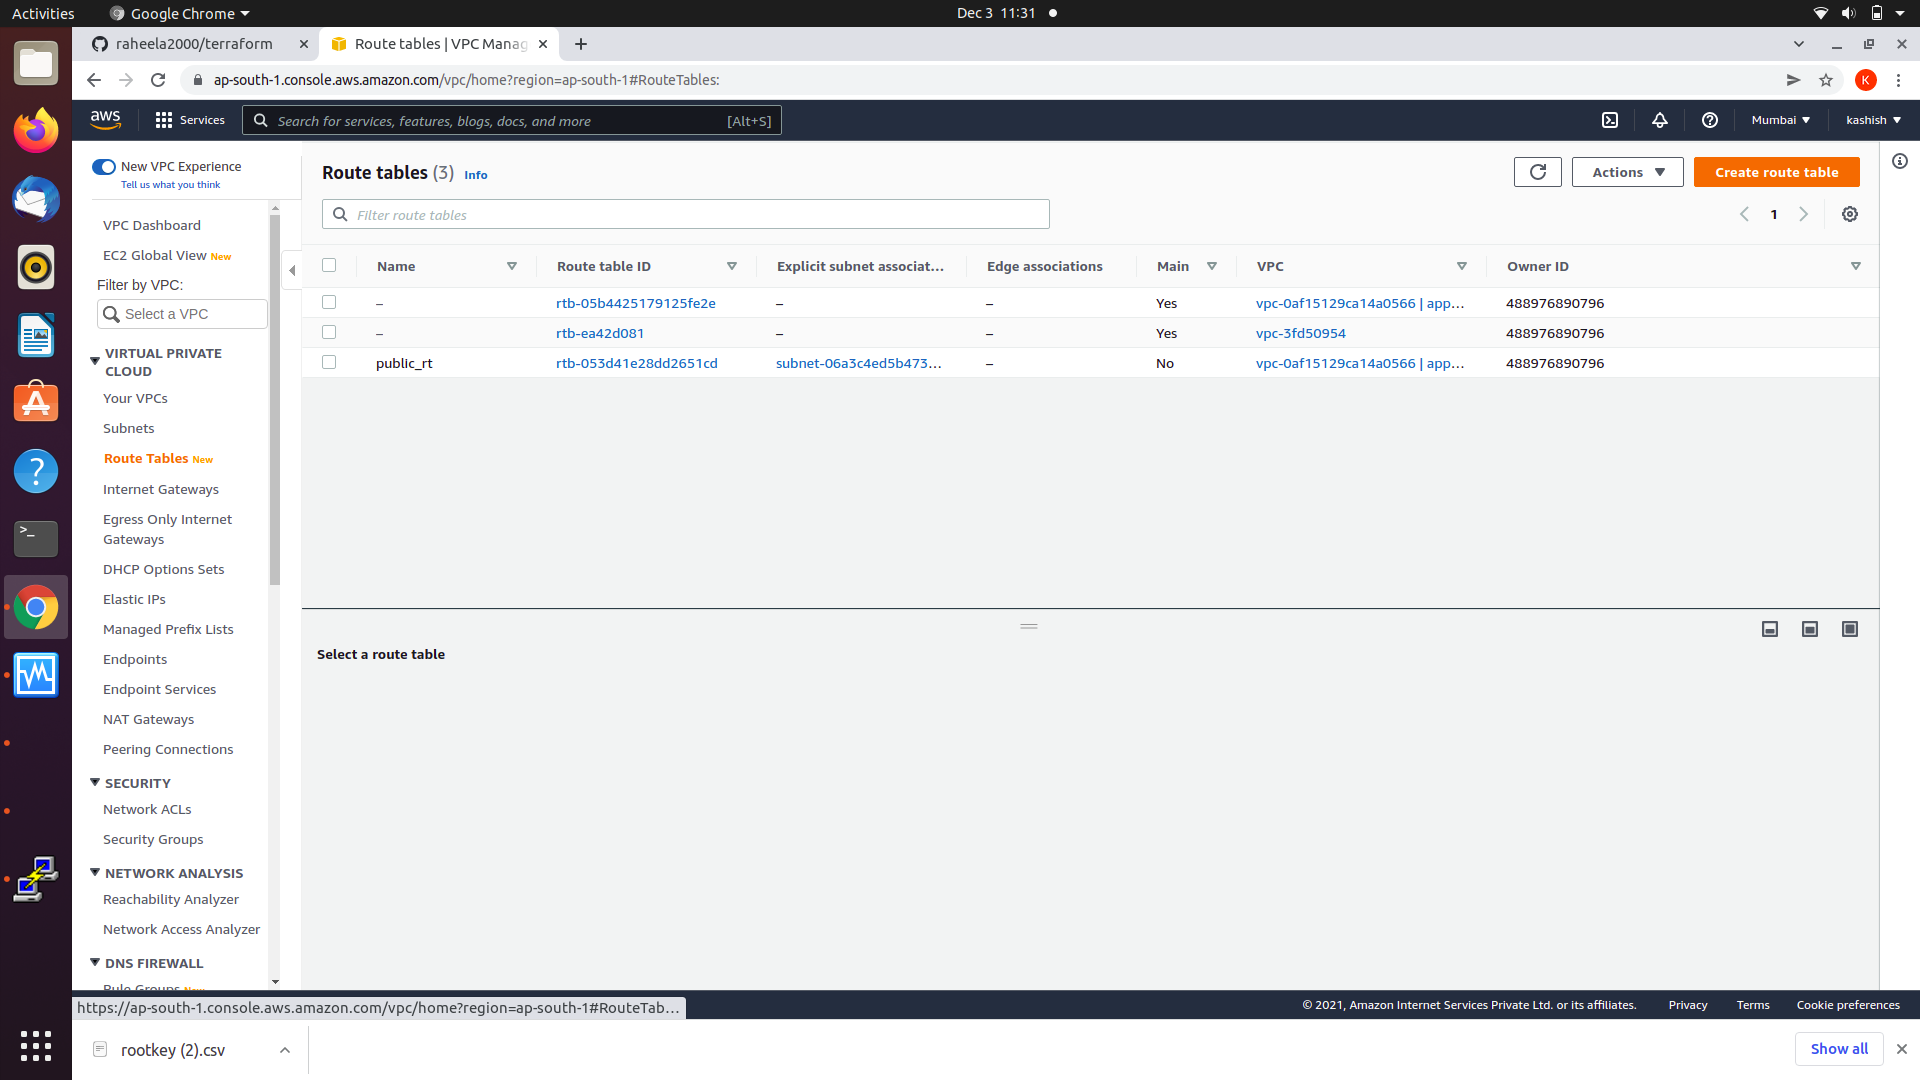 Activities
Google Chrome
Dec 3 11:31
raheela2000/terraform
Route tables | VPC Manag
ap-south-1.console.aws.amazon.com/vpc/home?region=ap-south-1#RouteTables:
K
aws
Services
Search for services, features, blogs, docs, and more
[Alt+S]
Mumbai
kashish
New VPC Experience
Tell us what you think
VPC Dashboard
EC2 Global View New
Filter by VPC:
Select a VPC
VIRTUAL PRIVATE
CLOUD
Your VPCs
Subnets
Route Tables New
Internet Gateways
Egress Only Internet
Gateways
DHCP Options Sets
Elastic IPs
Managed Prefix Lists
Endpoints
Endpoint Services
NAT Gateways
Peering Connections
SECURITY
Network ACLs
Security Groups
NETWORK ANALYSIS
Reachability Analyzer
Network Access Analyzer
DNS FIREWALL
Rule Groups New
Route tables (3) Info
Actions
Create route table
Filter route tables
1
Name Route table ID Explicit subnet associat... Edge associations Main VPC Owner ID
– rtb-05b4425179125fe2e – – Yes vpc-0af15129ca14a0566 | app... 488976890796
– rtb-ea42d081 – – Yes vpc-3fd50954 488976890796
public_rt rtb-053d41e28dd2651cd subnet-06a3c4ed5b473... – No vpc-0af15129ca14a0566 | app... 488976890796
Select a route table
https://ap-south-1.console.aws.amazon.com/vpc/home?region=ap-south-1#RouteTab...
© 2021, Amazon Internet Services Private Ltd. or its affiliates.
Privacy
Terms
Cookie preferences
rootkey (2).csv
Show all